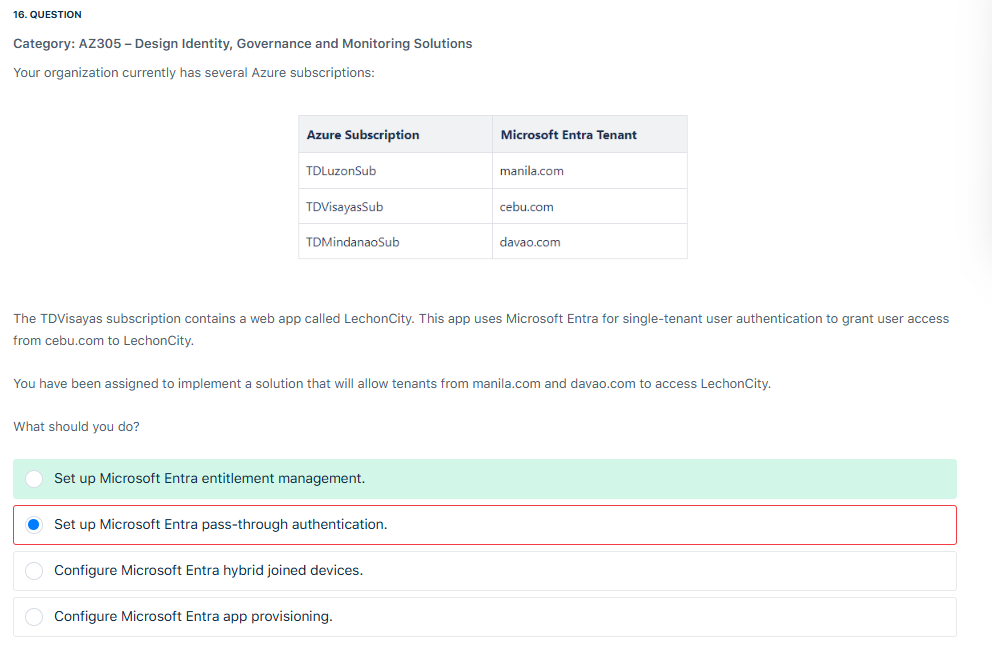 16. QUESTION
Category: AZ305 – Design Identity, Governance and Monitoring Solutions
Your organization currently has several Azure subscriptions:
Azure Subscription Microsoft Entra Tenant
TDLuzonSub manila.com
TDVisayasSub cebu.com
TDMindanaoSub davao.com
The TDVisayas subscription contains a web app called LechonCity. This app uses Microsoft Entra for single-tenant user authentication to grant user access
from cebu.com to LechonCity.
You have been assigned to implement a solution that will allow tenants from manila.com and davao.com to access LechonCity.
What should you do?
Set up Microsoft Entra entitlement management.
Set up Microsoft Entra pass-through authentication.
Configure Microsoft Entra hybrid joined devices.
Configure Microsoft Entra app provisioning.